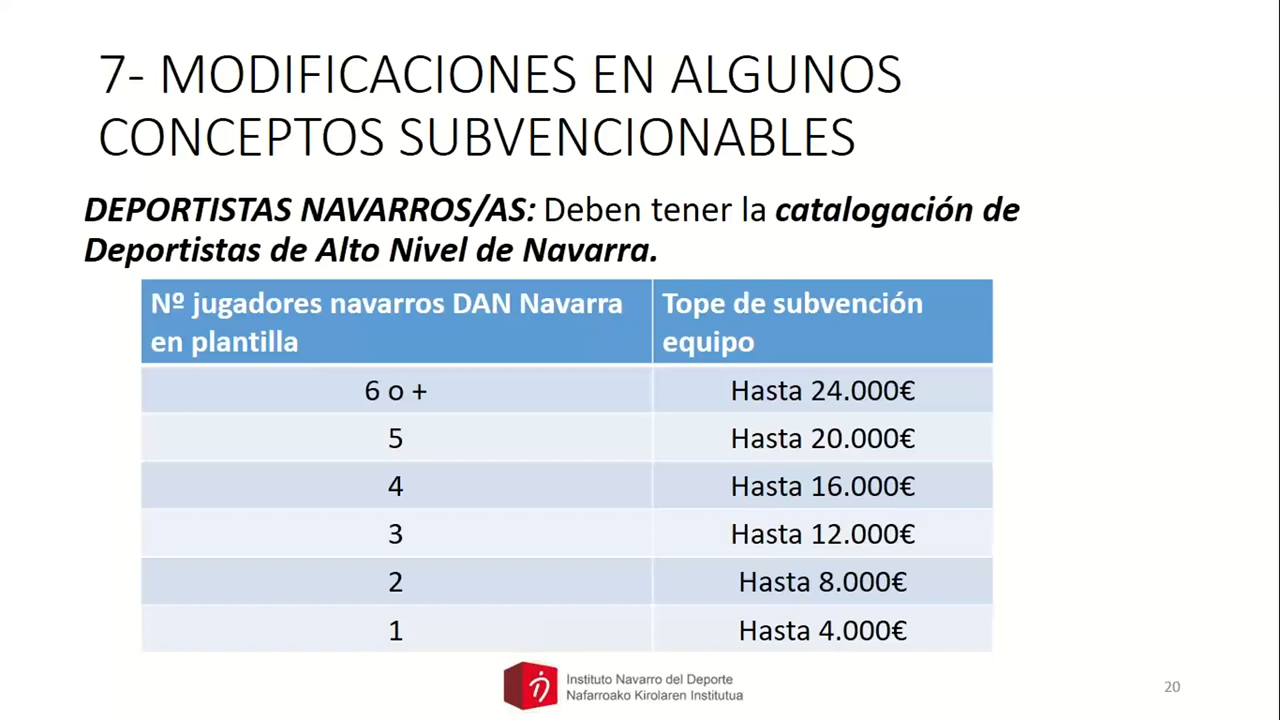 7- MODIFICACIONES EN ALGUNOS
CONCEPTOS SUBVENCIONABLES
DEPORTISTAS NAVARROS/AS: Deben tener la catalogación de
Deportistas de Alto Nivel de Navarra.
Nº jugadores navarros DAN Navarra
en plantilla
Tope de subvención
equipo
6 o +
Hasta 24.000€
5
Hasta 20.000€
4
Hasta 16.000€
3
Hasta 12.000€
2
Hasta 8.000€
1
Hasta 4.000€
Instituto Navarro del Deporte
Nafarroako Kirolaren Institutua
20